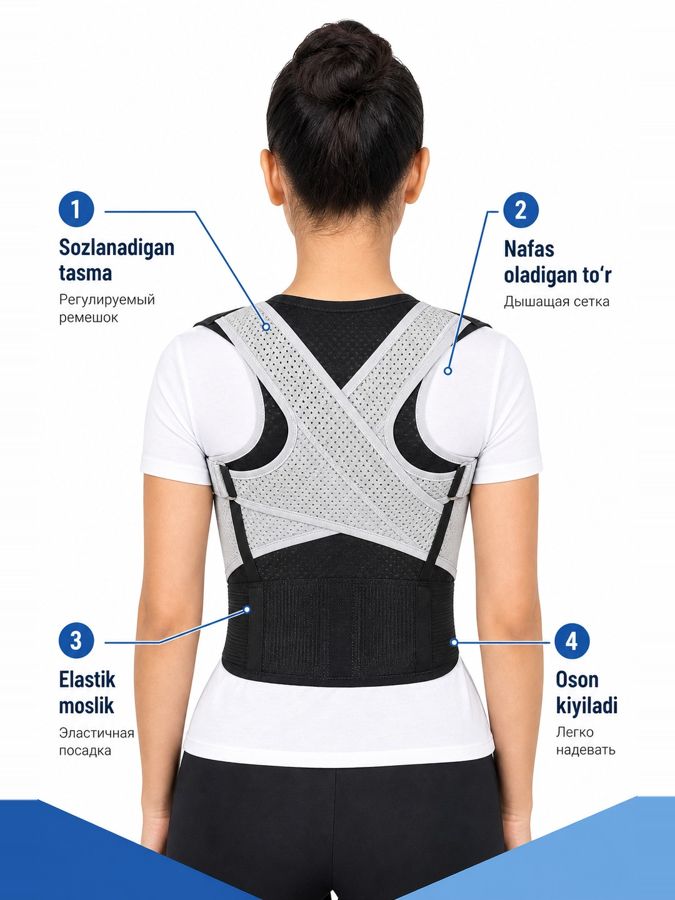 1
Sozlanadigan
tasma
Регулируемый
ремешок
2
Nafas
oladigan to‘r
Дышащая сетка
3
Elastik
moslik
Эластичная
посадка
4
Oson
kiyiladi
Легко
надевать